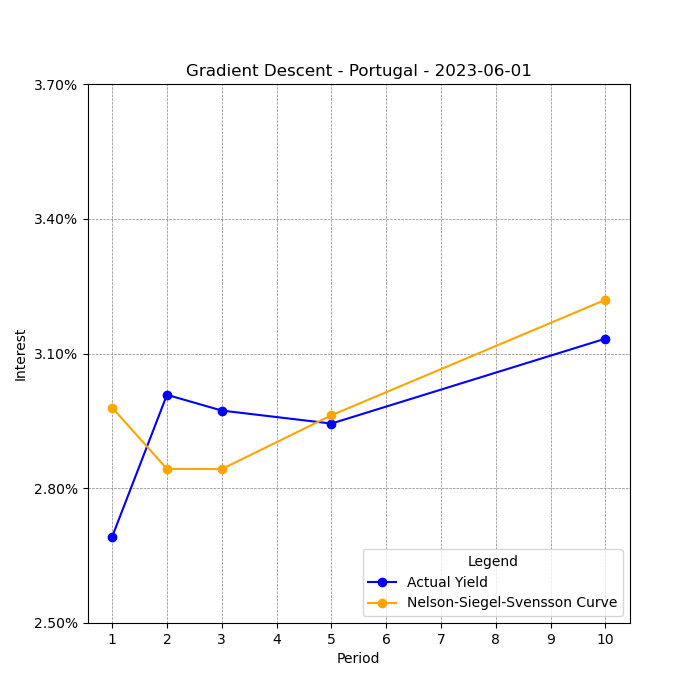 Gradient Descent - Portugal - 2023-06-01
3.70%
3.40%
3.10%
2.80%
2.50%
Interest
Legend
Actual Yield
Nelson-Siegel-Svensson Curve
1 2 3 4 5 6 7 8 9 10
Period